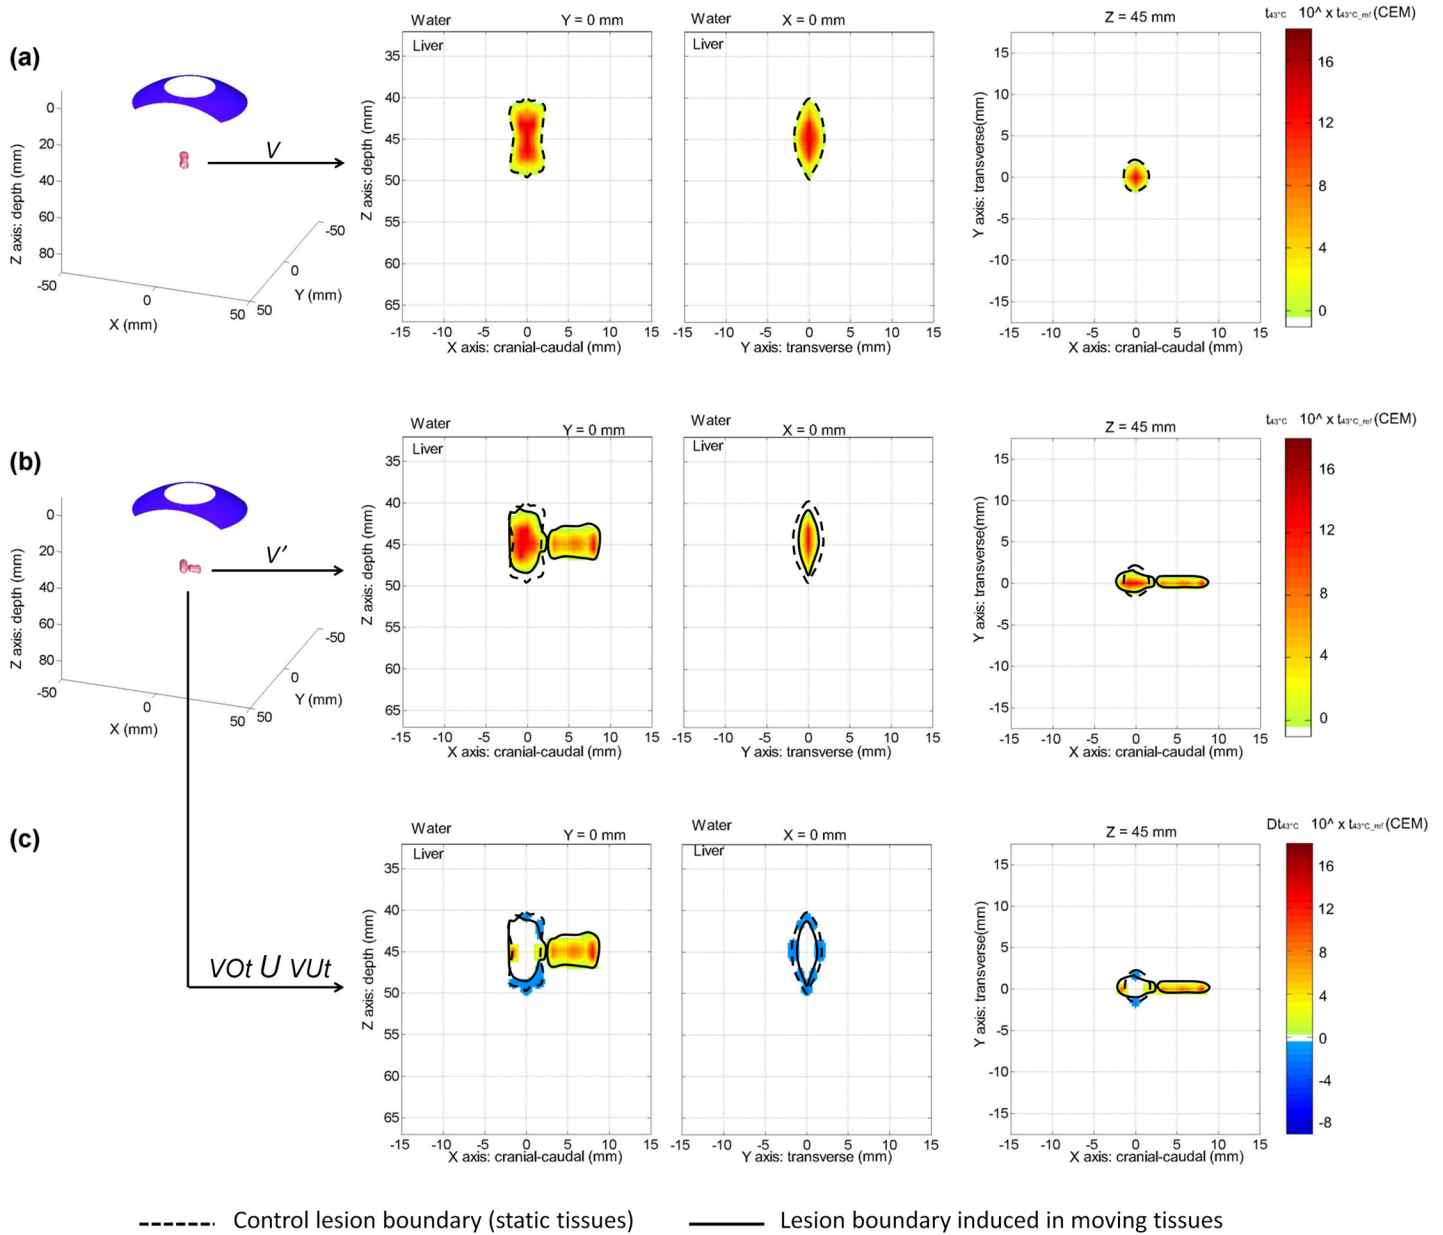 (a)
Water Y = 0 mm
Liver
35
40
45
50
55
60
65
Z axis: depth (mm)
-15 -10 -5 0 5 10 15
X axis: cranial-caudal (mm)
Water X = 0 mm
Liver
-15 -10 -5 0 5 10 15
Y axis: transverse (mm)
Z = 45 mm
15
10
5
0
-5
-10
-15
Y axis: transverse(mm)
-15 -10 -5 0 5 10 15
X axis: cranial-caudal (mm)
t43°C 10^ x t43°C_ref (CEM)
16
12
8
4
0
0
20
40
60
80
Z axis: depth (mm)
-50
0
50
X (mm)
-50
0
50
Y (mm)
V
(b)
Water Y = 0 mm
Liver
35
40
45
50
55
60
65
Z axis: depth (mm)
-15 -10 -5 0 5 10 15
X axis: cranial-caudal (mm)
Water
X = 0 mm
Liver
-15 -10 -5 0 5 10 15
Y axis: transverse (mm)
Z = 45 mm
15
10
5
0
-5
-10
-15
Y axis: transverse(mm)
-15 -10 -5 0 5 10 15
X axis: cranial-caudal (mm)
t43°C 10^ x t43°C_ref (CEM)
16
12
8
4
0
0
20
40
60
80
Z axis: depth (mm)
-50
0
50
X (mm)
-50
0
50
Y (mm)
V’
(c)
Water Y = 0 mm
Liver
35
40
45
50
55
60
65
Z axis: depth (mm)
-15 -10 -5 0 5 10 15
X axis: cranial-caudal (mm)
Water
X = 0 mm
Liver
-15 -10 -5 0 5 10 15
Y axis: transverse (mm)
Z = 45 mm
15
10
5
0
-5
-10
-15
Y axis: transverse(mm)
-15 -10 -5 0 5 10 15
X axis: cranial-caudal (mm)
Dt43°C 10^ x t43°C_ref (CEM)
16
12
8
4
0
-4
-8
VOt U VUt
Control lesion boundary (static tissues)
Lesion boundary induced in moving tissues